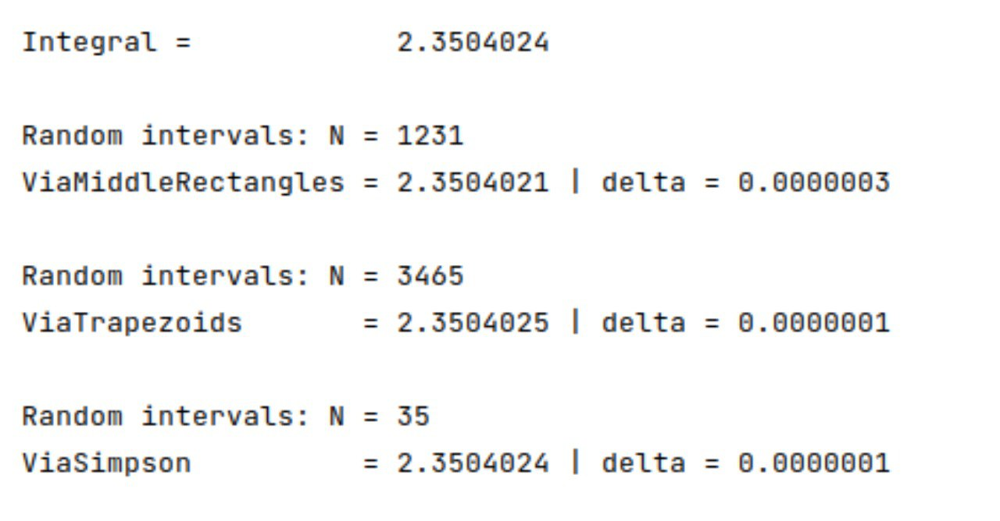 Integral =            2.3504024
Random intervals: N = 1231
ViaMiddleRectangles = 2.3504021 | delta = 0.0000003
Random intervals: N = 3465
ViaTrapezoids       = 2.3504025 | delta = 0.0000001
Random intervals: N = 35
ViaSimpson          = 2.3504024 | delta = 0.0000001